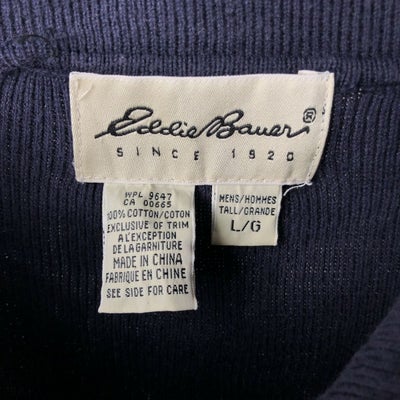 Eddie Bauer®
SINCE 1920
WPL 9647
CA 00665
100% COTTON/COTON
EXCLUSIVE OF TRIM
A L'EXCEPTION
DE LA GARNITURE
MADE IN CHINA
FABRIQUE EN CHINE
SEE SIDE FOR CARE
MENS/HOMMES
TALL/GRANDE
L/G